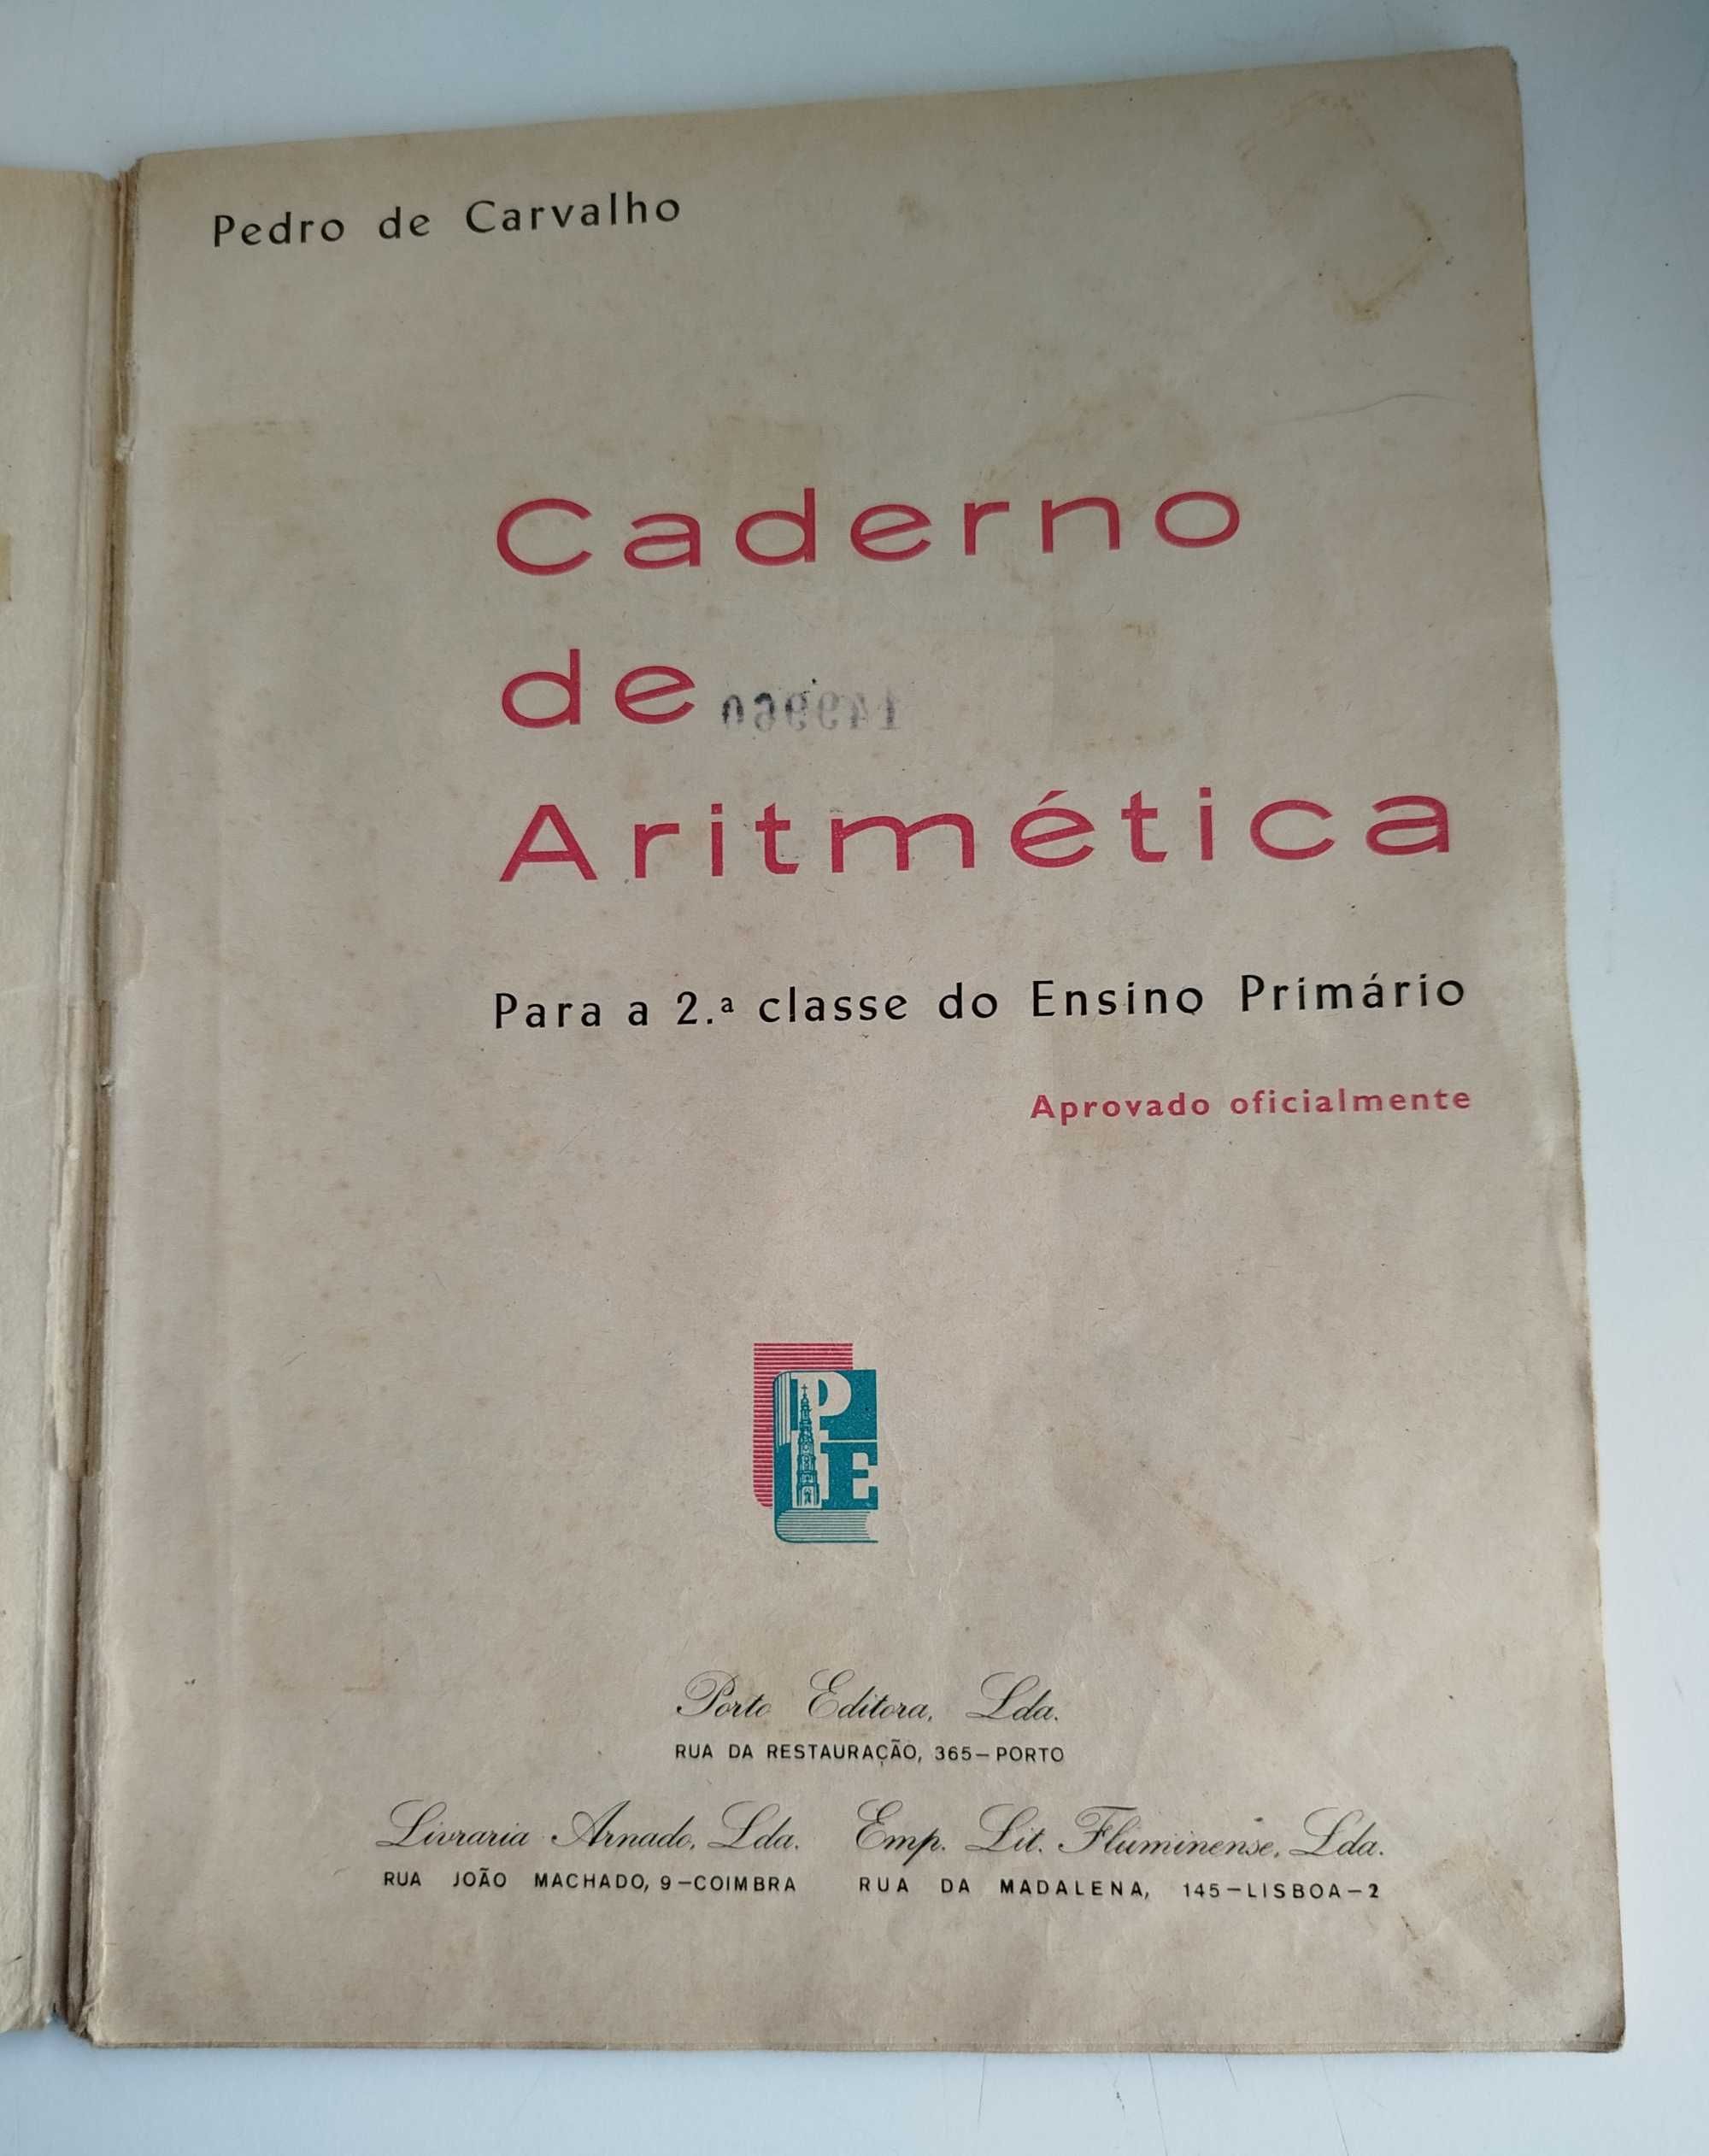 Pedro de Carvalho
Caderno
de
Aritmética
Para a 2.ª classe do Ensino Primário
Aprovado oficialmente
P
E
Porto Editora, Lda.
RUA DA RESTAURAÇÃO, 365-PORTO
Livraria Arnado, Lda.
RUA JOÃO MACHADO, 9-COIMBRA
Emp. Lit. Fluminense, Lda.
RUA DA MADALENA, 145-LISBOA-2